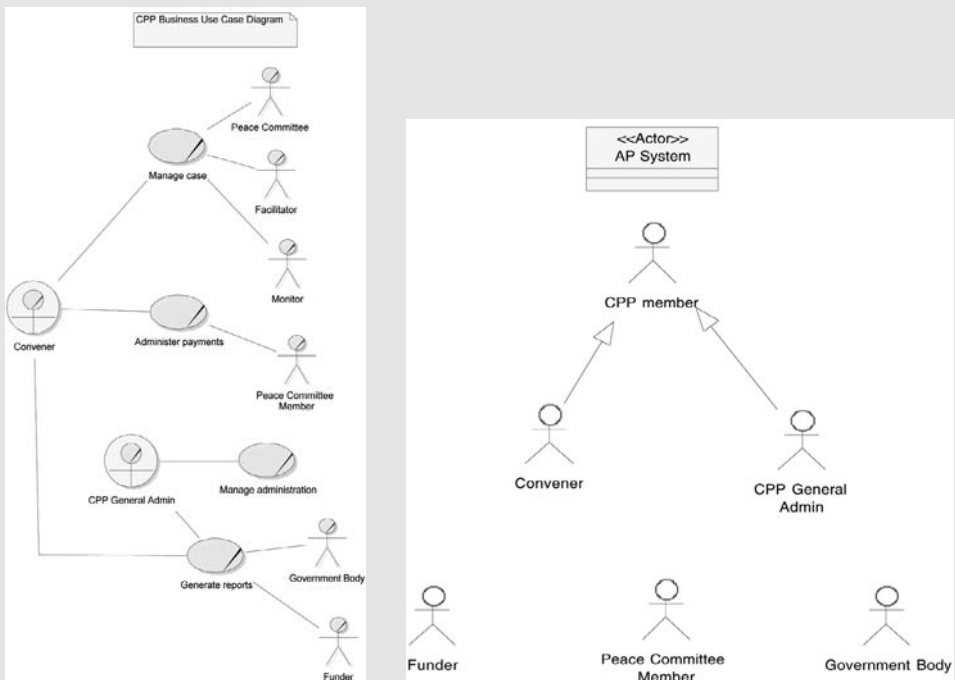 CPP Business Use Case Diagram
Peace Committee
Manage case
Facilitator
Monitor
Convener
Administer payments
Peace Committee
Member
CPP General Admin
Manage administration
Generate reports
Government Body
Funder
<<Actor>>
AP System
CPP member
Convener
CPP General
Admin
Funder
Peace Committee
Member
Government Body